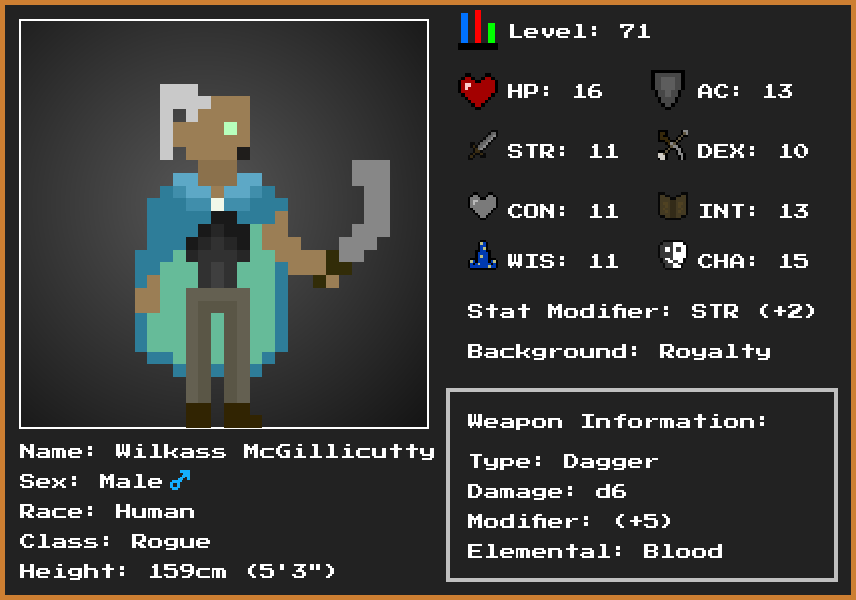 Level: 71
HP: 16
AC: 13
STR: 11
DEX: 10
CON: 11
INT: 13
WIS: 11
CHA: 15
Stat Modifier: STR (+2)
Background: Royalty
Weapon Information:
Type: Dagger
Damage: d6
Modifier: (+5)
Elemental: Blood
Name: Wilkass McGillicutty
Sex: Male♂
Race: Human
Class: Rogue
Height: 159cm (5'3")